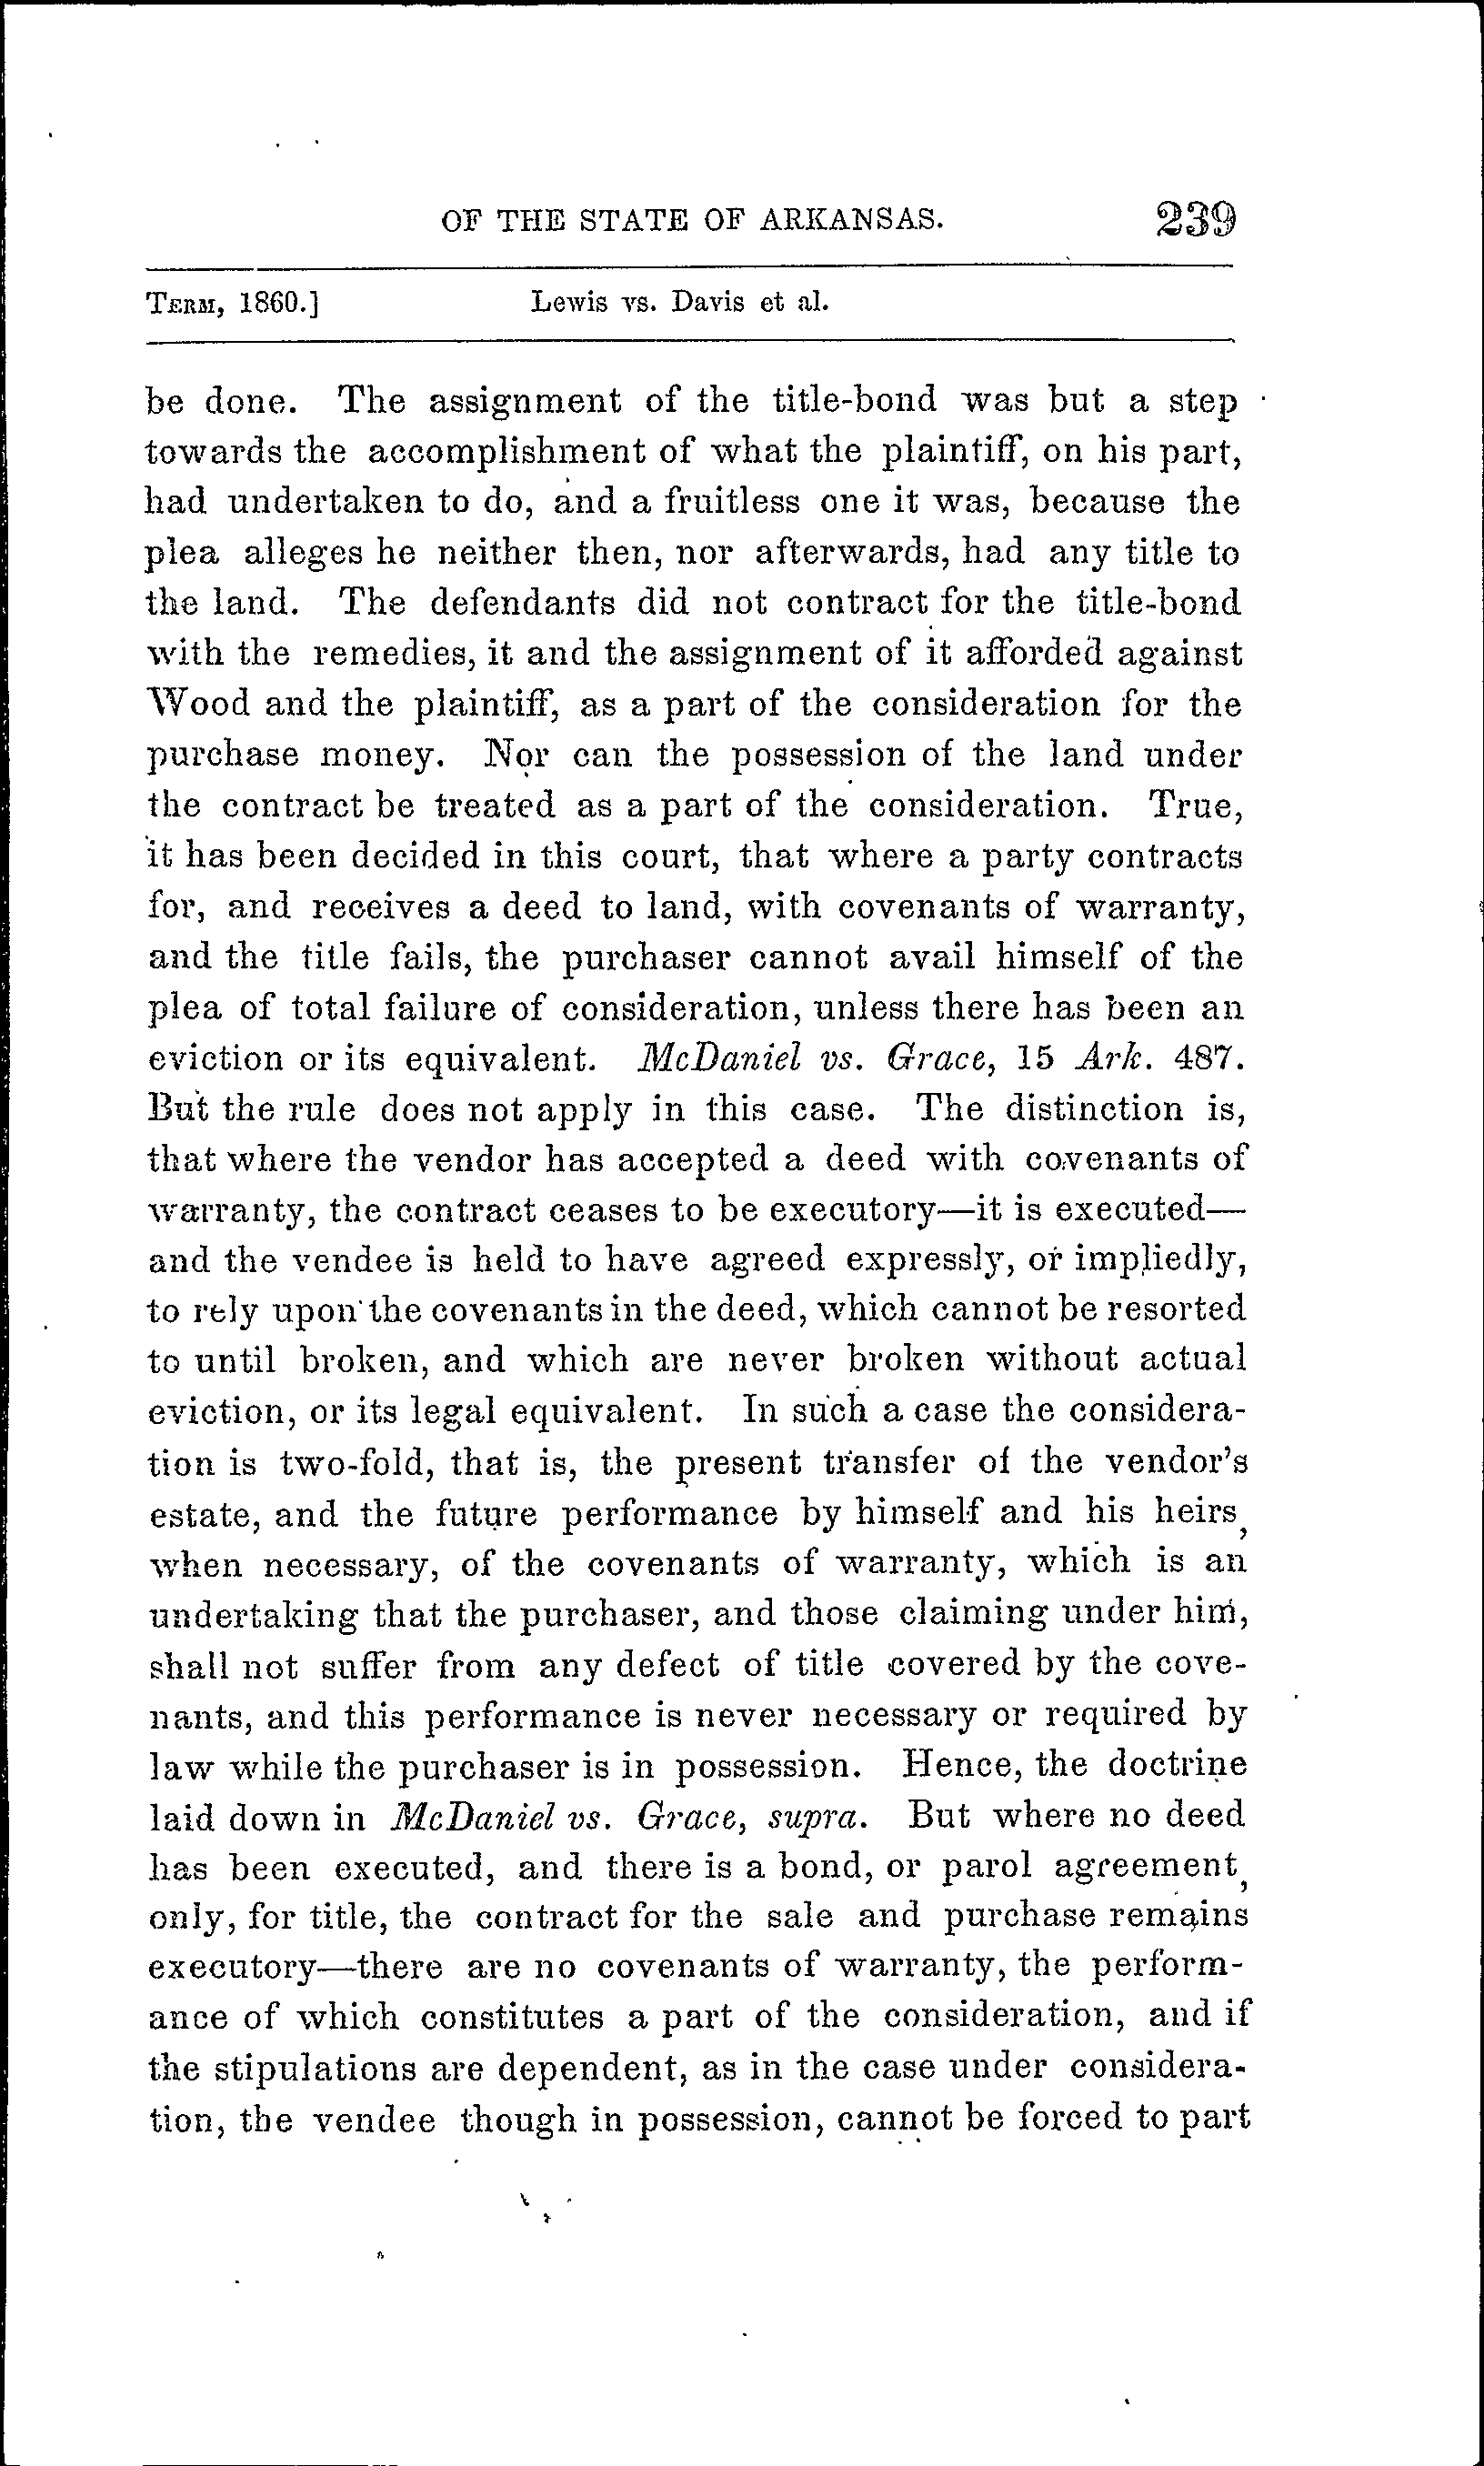 OF THE STATE OF ARKANSAS. 239
TERM, 1860.] Lewis vs. Davis et al.
be done. The assignment of the title-bond was but a step
towards the accomplishment of what the plaintiff, on his part,
had undertaken to do, and a fruitless one it was, because the
plea alleges he neither then, nor afterwards, had any title to
the land. The defendants did not contract for the title-bond
with the remedies, it and the assignment of it afforded against
Wood and the plaintiff, as a part of the consideration for the
purchase money. Nor can the possession of the land under
the contract be treated as a part of the consideration. True,
it has been decided in this court, that where a party contracts
for, and receives a deed to land, with covenants of warranty,
and the title fails, the purchaser cannot avail himself of the
plea of total failure of consideration, unless there has been an
eviction or its equivalent. McDaniel vs. Grace, 15 Ark. 487.
But the rule does not apply in this case. The distinction is,
that where the vendor has accepted a deed with covenants of
warranty, the contract ceases to be executory—it is executed—
and the vendee is held to have agreed expressly, or impliedly,
to rely upon the covenants in the deed, which cannot be resorted
to until broken, and which are never broken without actual
eviction, or its legal equivalent. In such a case the considera-
tion is two-fold, that is, the present transfer of the vendor's
estate, and the future performance by himself and his heirs,
when necessary, of the covenants of warranty, which is an
undertaking that the purchaser, and those claiming under him,
shall not suffer from any defect of title covered by the cove-
nants, and this performance is never necessary or required by
law while the purchaser is in possession. Hence, the doctrine
laid down in McDaniel vs. Grace, supra. But where no deed
has been executed, and there is a bond, or parol agreement,
only, for title, the contract for the sale and purchase remains
executory—there are no covenants of warranty, the perform-
ance of which constitutes a part of the consideration, and if
the stipulations are dependent, as in the case under considera-
tion, the vendee though in possession, cannot be forced to part